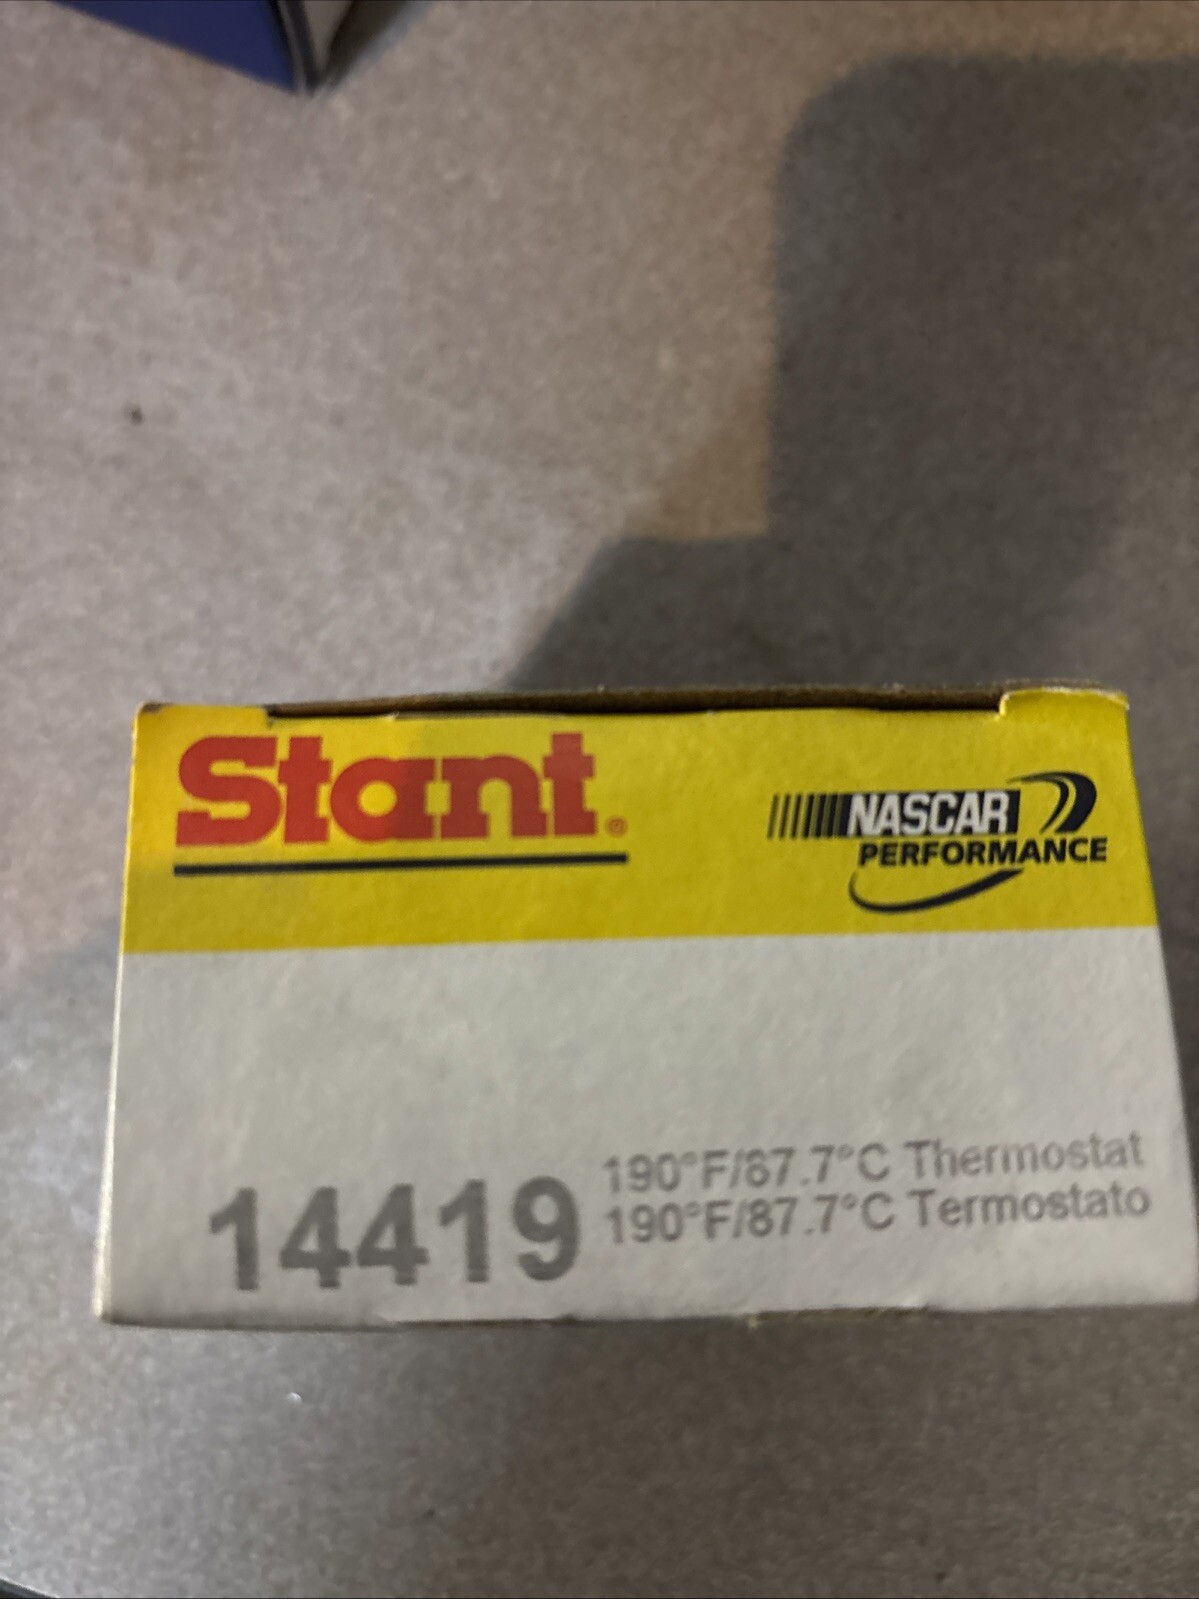 Stant®
NASCAR
PERFORMANCE
14419
190°F/87.7°C Thermostat
190°F/87.7°C Termostato